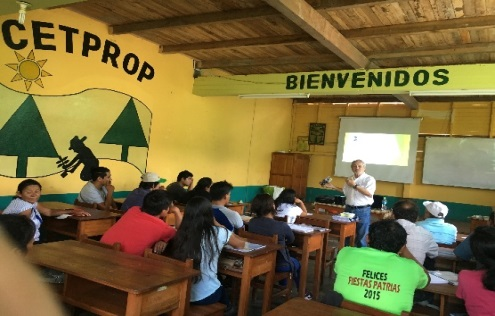 CETPROP
BIENVENIDOS
FELICES
FIESTAS PATRIAS
2015